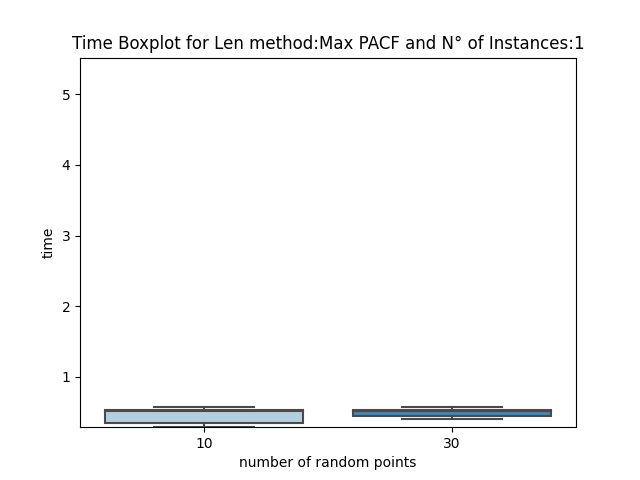 Time Boxplot for Len method:Max PACF and N° of Instances:1
5
4
3
2
1
time
10 30
number of random points